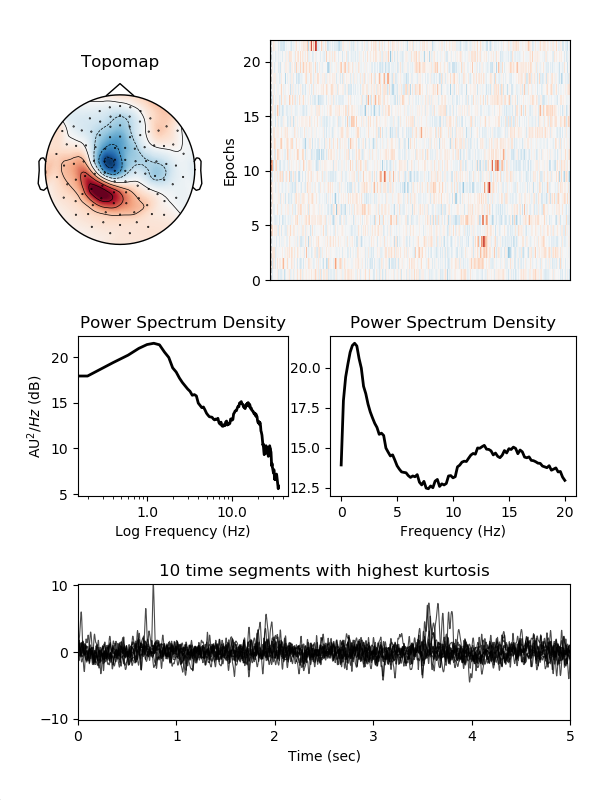 Topomap
Epochs
20
15
10
5
0
Power Spectrum Density
AU²/Hz (dB)
20
15
10
5
1.0 10.0
Log Frequency (Hz)
Power Spectrum Density
20.0
17.5
15.0
12.5
0 5 10 15 20
Frequency (Hz)
10 time segments with highest kurtosis
10
0
−10
0 1 2 3 4 5
Time (sec)